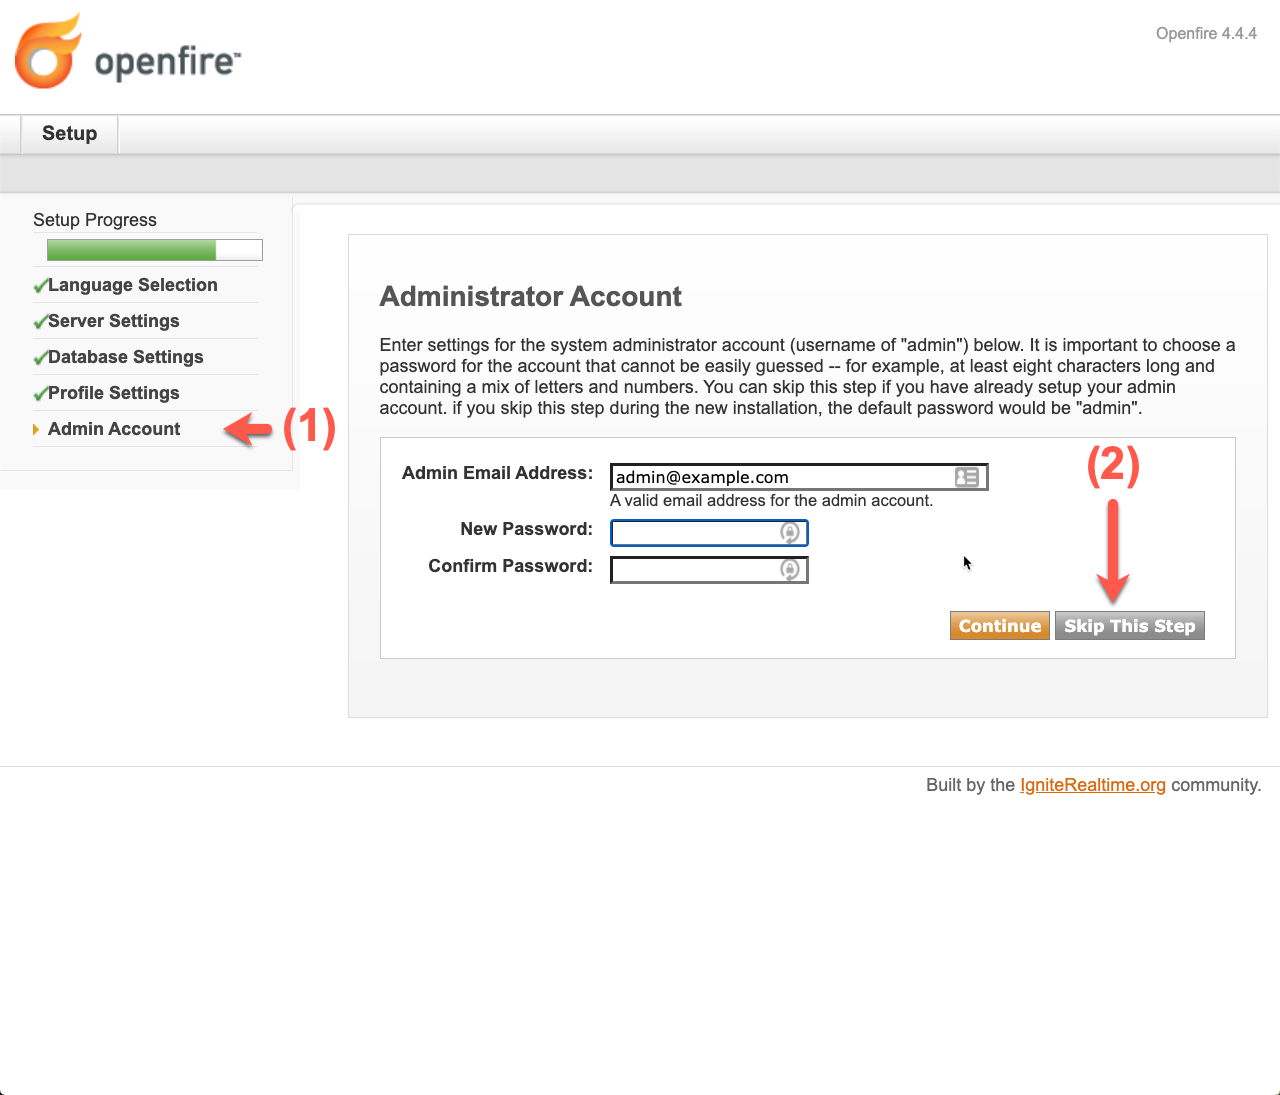 openfire™
Openfire 4.4.4
Setup
Setup Progress
Language Selection
Server Settings
Database Settings
Profile Settings
Admin Account
(1)
Administrator Account
Enter settings for the system administrator account (username of "admin") below. It is important to choose a
password for the account that cannot be easily guessed -- for example, at least eight characters long and
containing a mix of letters and numbers. You can skip this step if you have already setup your admin
account. if you skip this step during the new installation, the default password would be "admin".
(2)
Admin Email Address:
admin@example.com
A valid email address for the admin account.
New Password:
Confirm Password:
Continue
Skip This Step
Built by the IgniteRealtime.org community.